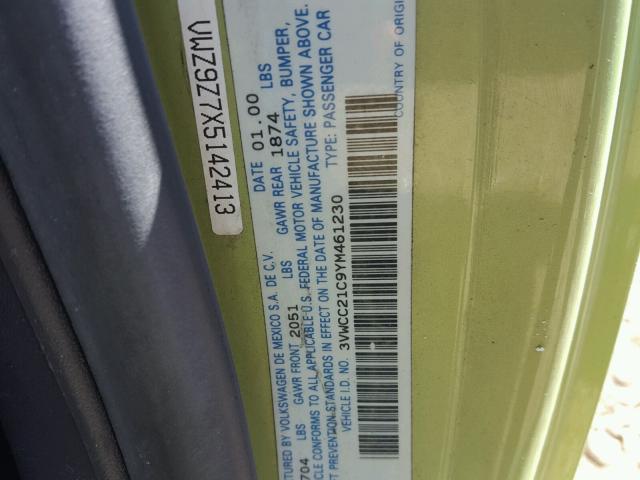 VWZ9Z7X5142413
TURED BY VOLKSWAGEN DE MEXICO S.A. DE C.V. DATE 01.00
704 LBS GAWR FRONT 2051 LBS GAWR REAR 1874 LBS
CLE CONFORMS TO ALL APPLICABLE U.S. FEDERAL MOTOR VEHICLE SAFETY, BUMPER,
T PREVENTION STANDARDS IN EFFECT ON THE DATE OF MANUFACTURE SHOWN ABOVE.
VEHICLE I.D. NO. 3VWCC21C9YM461230 TYPE: PASSENGER CAR
COUNTRY OF ORIGI